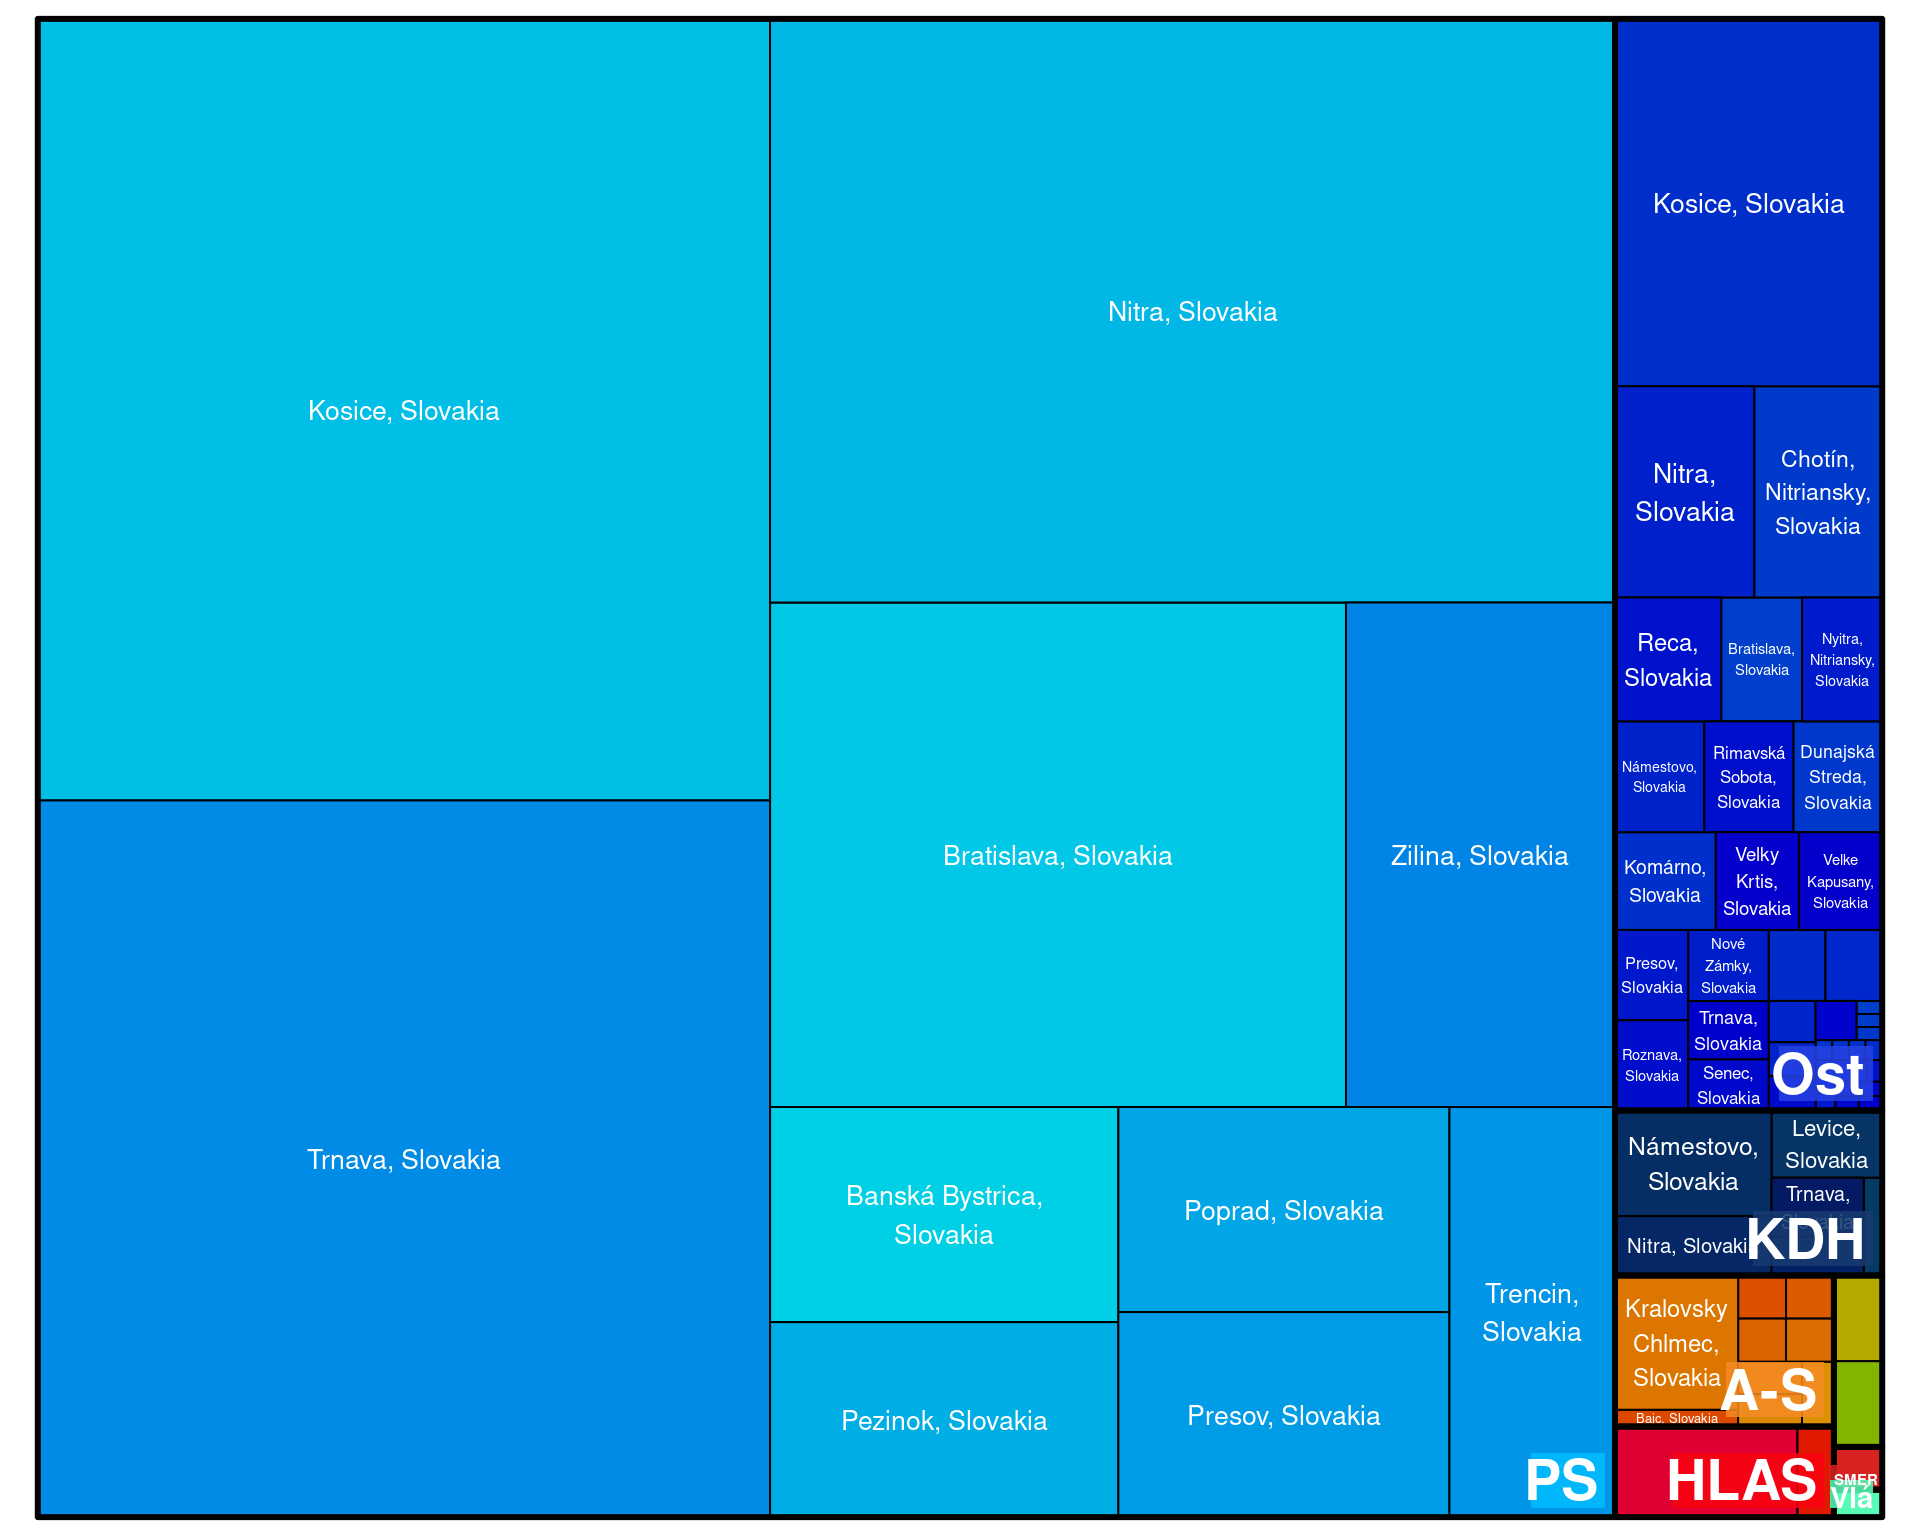 Kosice, Slovakia
Nitra, Slovakia
Trnava, Slovakia
Bratislava, Slovakia
Zilina, Slovakia
Banská Bystrica,
Slovakia
Poprad, Slovakia
Trencin,
Slovakia
Pezinok, Slovakia
Presov, Slovakia
PS
Kosice, Slovakia
Nitra,
Slovakia
Chotín,
Nitriansky,
Slovakia
Reca,
Slovakia
Bratislava,
Slovakia
Nyitra,
Nitriansky,
Slovakia
Námestovo,
Slovakia
Rimavská
Sobota,
Slovakia
Dunajská
Streda,
Slovakia
Komárno,
Slovakia
Velky
Krtis,
Slovakia
Velke
Kapusany,
Slovakia
Presov,
Slovakia
Nové
Zámky,
Slovakia
Trnava,
Slovakia
Roznava,
Slovakia
Senec,
Slovakia
Ost
Námestovo,
Slovakia
Levice,
Slovakia
Trnava,
Slovakia
Nitra, Slovaki
KDH
Kralovsky
Chlmec,
Slovakia
Bajc, Slovakia
A-S
HLAS
SMER
Vlá